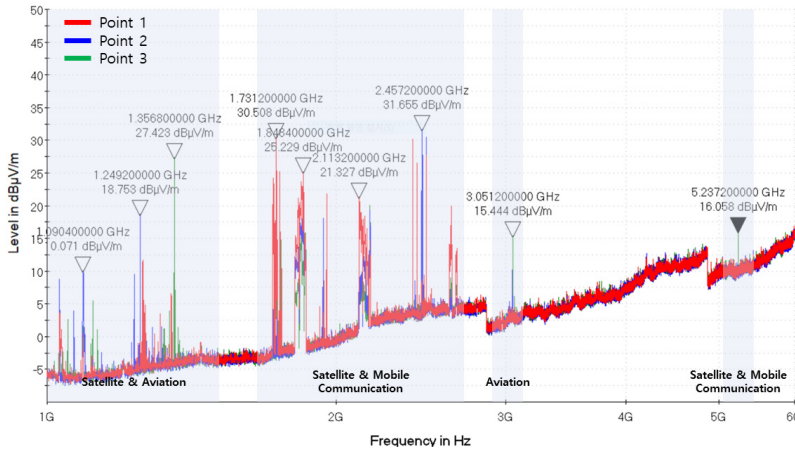 50
45
40
35
30
25
20
15
10
5
0
-5
Level in dBµV/m
Point 1
Point 2
Point 3
1.090400000 GHz
0.071 dBµV/m
1.249200000 GHz
18.753 dBµV/m
1.356800000 GHz
27.423 dBµV/m
1.731200000 GHz
30.508 dBµV/m
1.848400000 GHz
25.229 dBµV/m
2.113200000 GHz
21.327 dBµV/m
2.457200000 GHz
31.655 dBµV/m
3.051200000 GHz
15.444 dBµV/m
5.237200000 GHz
16.058 dBµV/m
Satellite & Aviation
Satellite & Mobile
Communication
Aviation
Satellite & Mobile
Communication
1G
2G
3G
4G
5G
Frequency in Hz